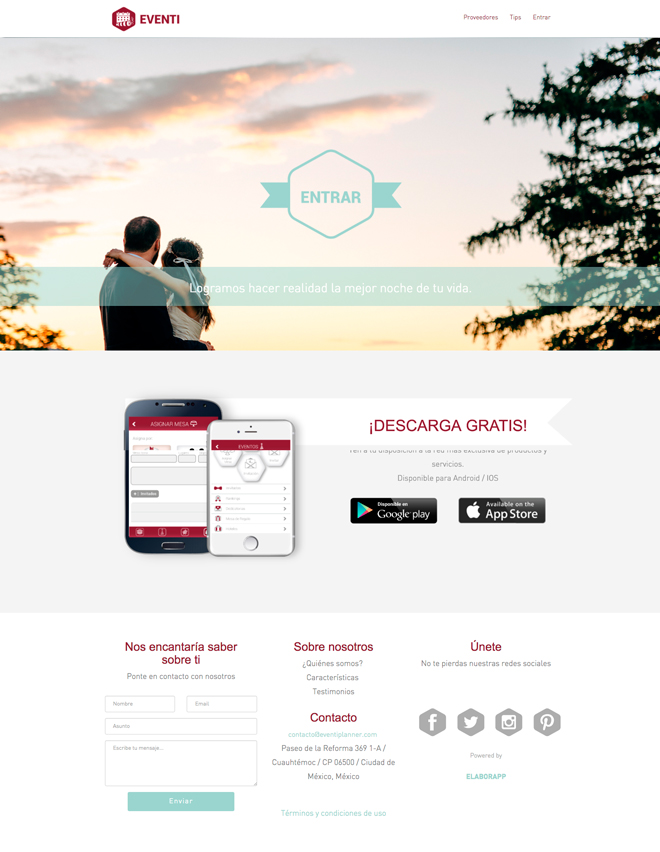 EVENTI
Proveedores
Tips
Entrar
ENTRAR
Logramos hacer realidad la mejor noche de tu vida.
¡DESCARGA GRATIS!
Ten a tu disposición a la red más exclusiva de productos y
servicios.
Disponible para Android / IOS
ASIGNAR MESA
EVENTOS
Disponible en
Google play
Available on the
App Store
Nos encantaría saber
sobre ti
Ponte en contacto con nosotros
Nombre
Email
Asunto
Escribe tu mensaje...
Enviar
Sobre nosotros
¿Quiénes somos?
Características
Testimonios
Contacto
contacto@eventiplanner.com
Paseo de la Reforma 369 1-A /
Cuauhtémoc / CP 06500 / Ciudad de
México, México
Términos y condiciones de uso
Únete
No te pierdas nuestras redes sociales
Powered by
ELABORAPP